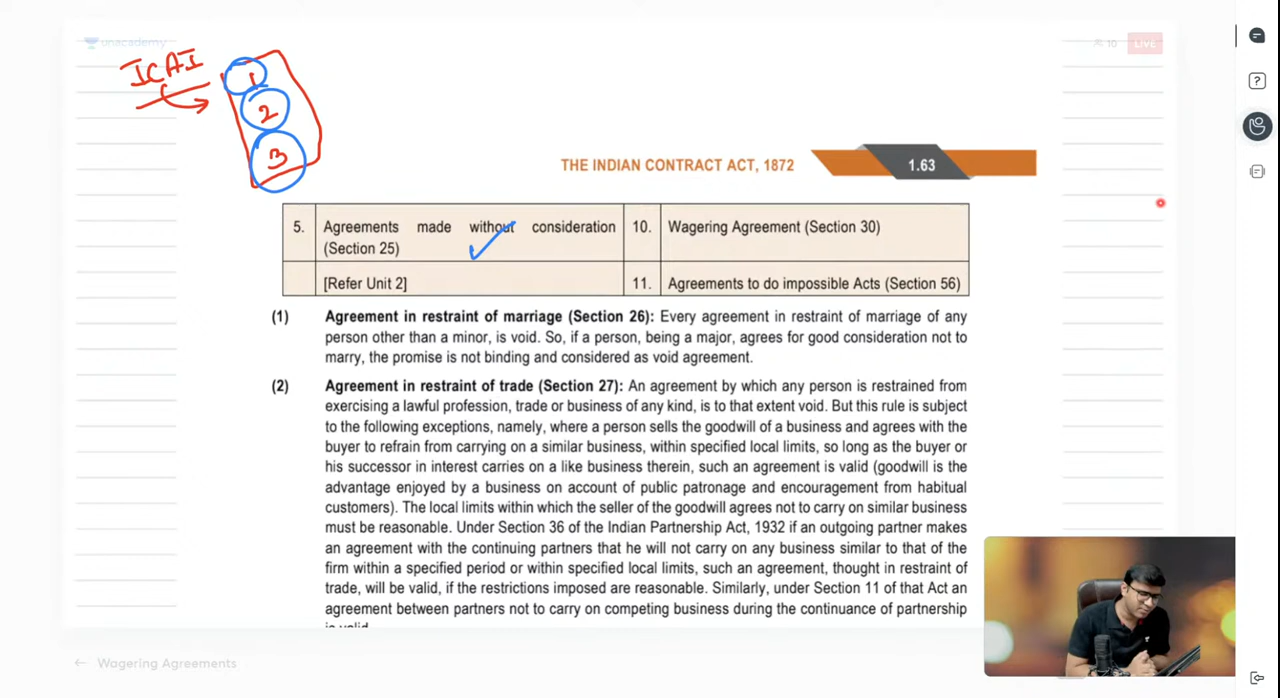 unacademy
10
LIVE
ICAI
1
2
3
THE INDIAN CONTRACT ACT, 1872
1.63
5. Agreements made without consideration (Section 25)
10. Wagering Agreement (Section 30)
[Refer Unit 2]
11. Agreements to do impossible Acts (Section 56)
(1) Agreement in restraint of marriage (Section 26): Every agreement in restraint of marriage of any
person other than a minor, is void. So, if a person, being a major, agrees for good consideration not to
marry, the promise is not binding and considered as void agreement.
(2) Agreement in restraint of trade (Section 27): An agreement by which any person is restrained from
exercising a lawful profession, trade or business of any kind, is to that extent void. But this rule is subject
to the following exceptions, namely, where a person sells the goodwill of a business and agrees with the
buyer to refrain from carrying on a similar business, within specified local limits, so long as the buyer or
his successor in interest carries on a like business therein, such an agreement is valid (goodwill is the
advantage enjoyed by a business on account of public patronage and encouragement from habitual
customers). The local limits within which the seller of the goodwill agrees not to carry on similar business
must be reasonable. Under Section 36 of the Indian Partnership Act, 1932 if an outgoing partner makes
an agreement with the continuing partners that he will not carry on any business similar to that of the
firm within a specified period or within specified local limits, such an agreement, thought in restraint of
trade, will be valid, if the restrictions imposed are reasonable. Similarly, under Section 11 of that Act an
agreement between partners not to carry on competing business during the continuance of partnership
is valid.
← Wagering Agreements